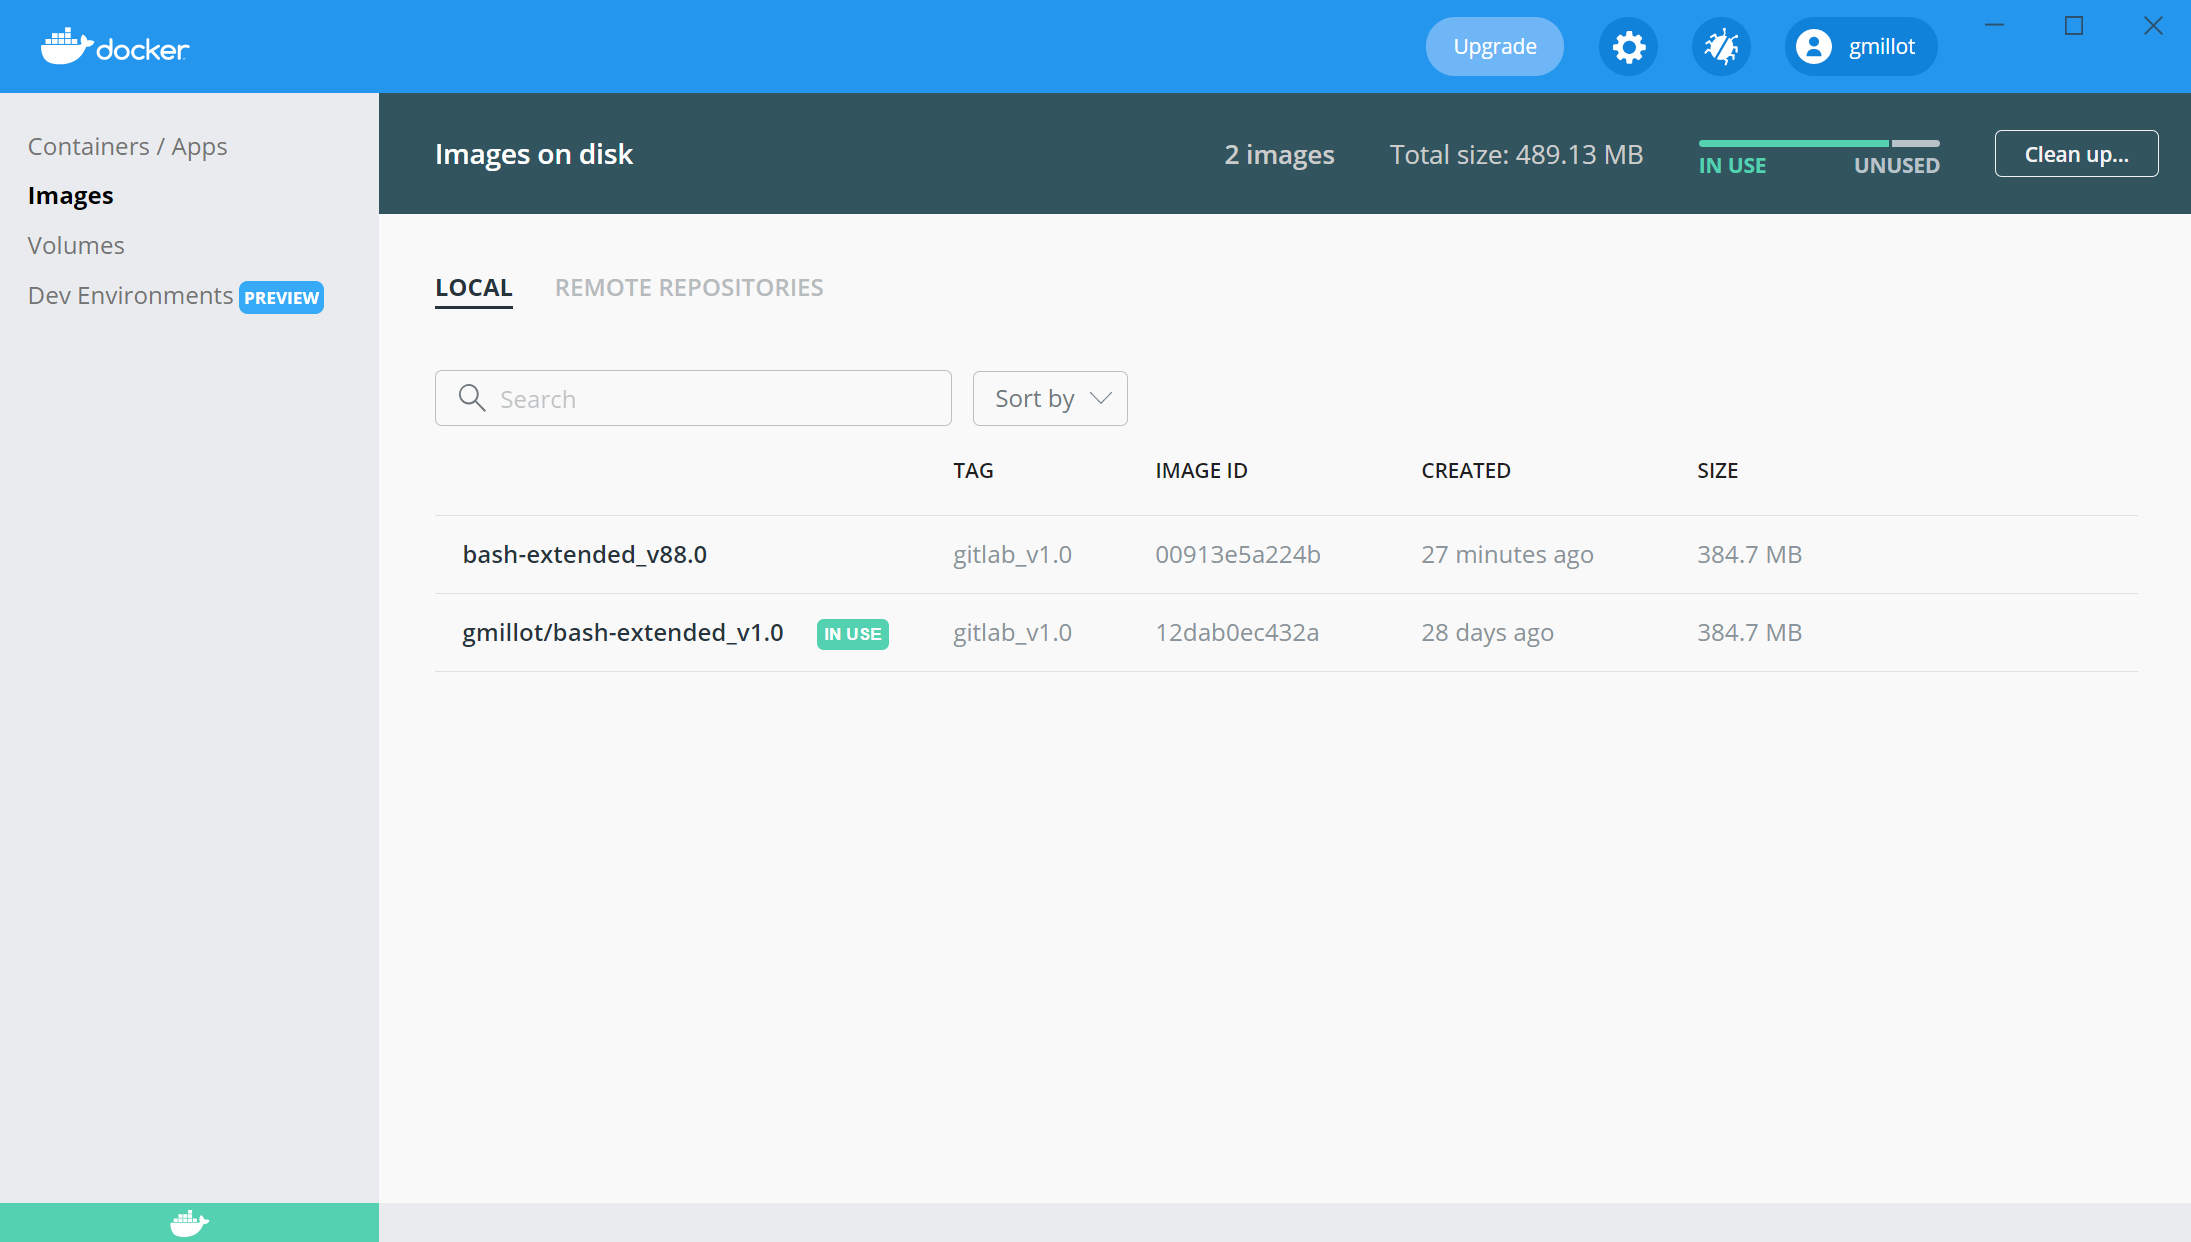 docker
Upgrade
gmillot
Containers / Apps
Images
Volumes
Dev Environments PREVIEW
Images on disk
2 images
Total size: 489.13 MB
IN USE
UNUSED
Clean up...
LOCAL
REMOTE REPOSITORIES
Search
Sort by
TAG IMAGE ID CREATED SIZE
bash-extended_v88.0 gitlab_v1.0 00913e5a224b 27 minutes ago 384.7 MB
gmillot/bash-extended_v1.0 IN USE gitlab_v1.0 12dab0ec432a 28 days ago 384.7 MB